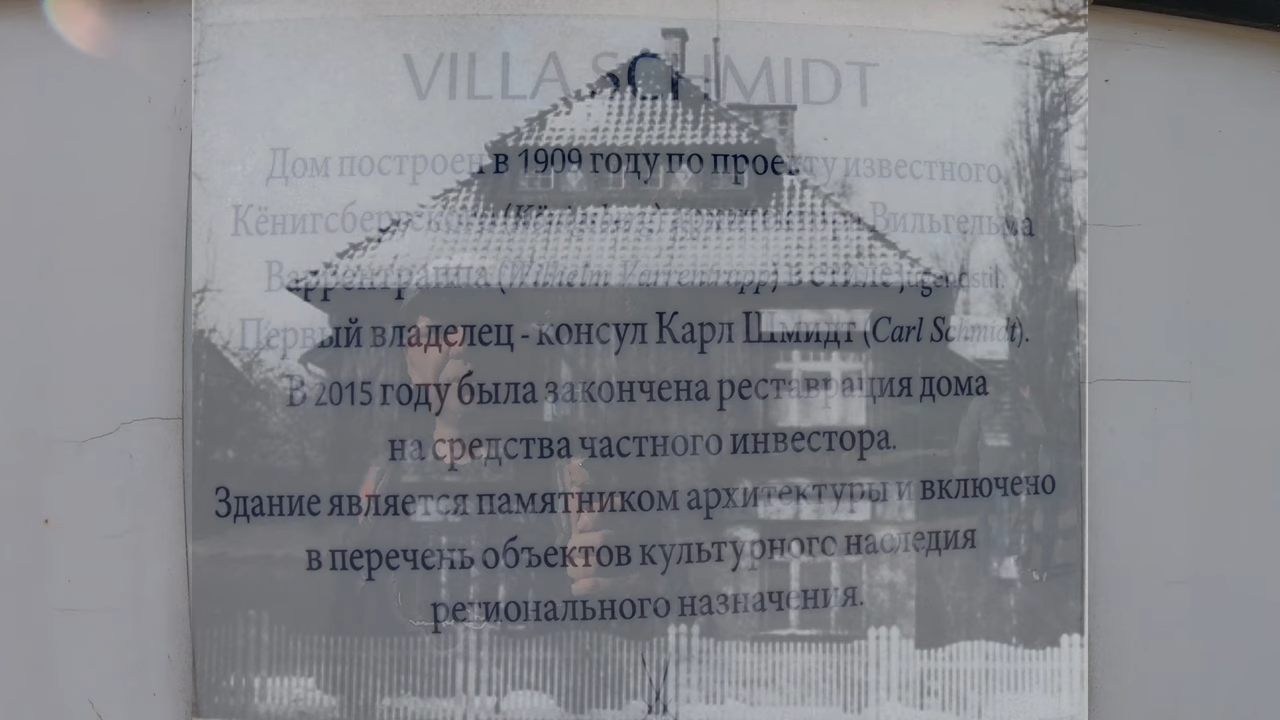 VILLA SCHMIDT
Дом построен в 1909 году по проекту известного
Кёнигсбергского (Königsberg) архитектора Вильгельма
Варрентраппа (Wilhelm Varrentrapp) в стиле Jugendstil.
Первый владелец - консул Карл Шмидт (Carl Schmidt).
В 2015 году была закончена реставрация дома
на средства частного инвестора.
Здание является памятником архитектуры и включено
в перечень объектов культурного наследия
регионального назначения.